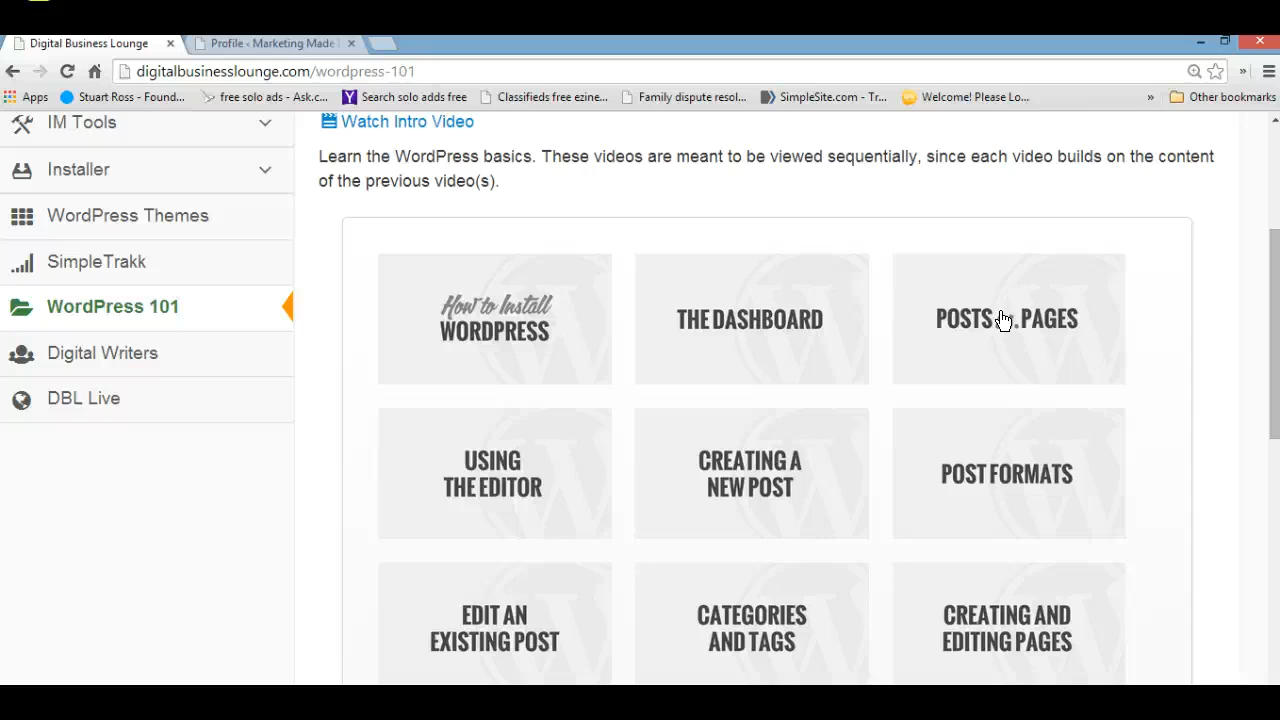 Digital Business Lounge
Profile ‹ Marketing Made
digitalbusinesslounge.com/wordpress-101
Apps
Stuart Ross - Found...
free solo ads - Ask.c...
Search solo adds free
Classifieds free ezine...
Family dispute resol...
SimpleSite.com - Tr...
Welcome! Please Lo...
Other bookmarks
IM Tools
Installer
WordPress Themes
SimpleTrakk
WordPress 101
Digital Writers
DBL Live
Watch Intro Video
Learn the WordPress basics. These videos are meant to be viewed sequentially, since each video builds on the content
of the previous video(s).
How to Install
WORDPRESS
THE DASHBOARD
POSTS PAGES
USING
THE EDITOR
CREATING A
NEW POST
POST FORMATS
EDIT AN
EXISTING POST
CATEGORIES
AND TAGS
CREATING AND
EDITING PAGES